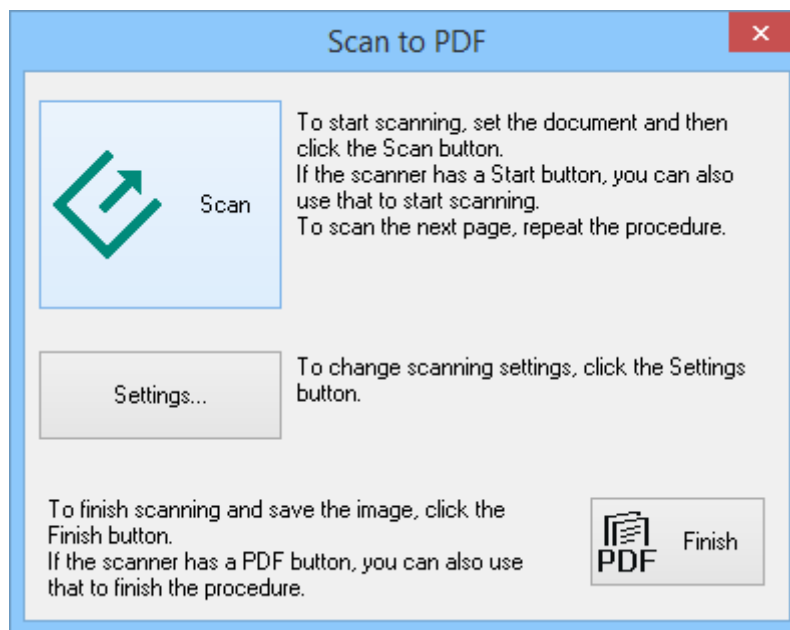 Scan to PDF
Scan
To start scanning, set the document and then
click the Scan button.
If the scanner has a Start button, you can also
use that to start scanning.
To scan the next page, repeat the procedure.
Settings...
To change scanning settings, click the Settings
button.
To finish scanning and save the image, click the
Finish button.
If the scanner has a PDF button, you can also use
that to finish the procedure.
PDF
Finish